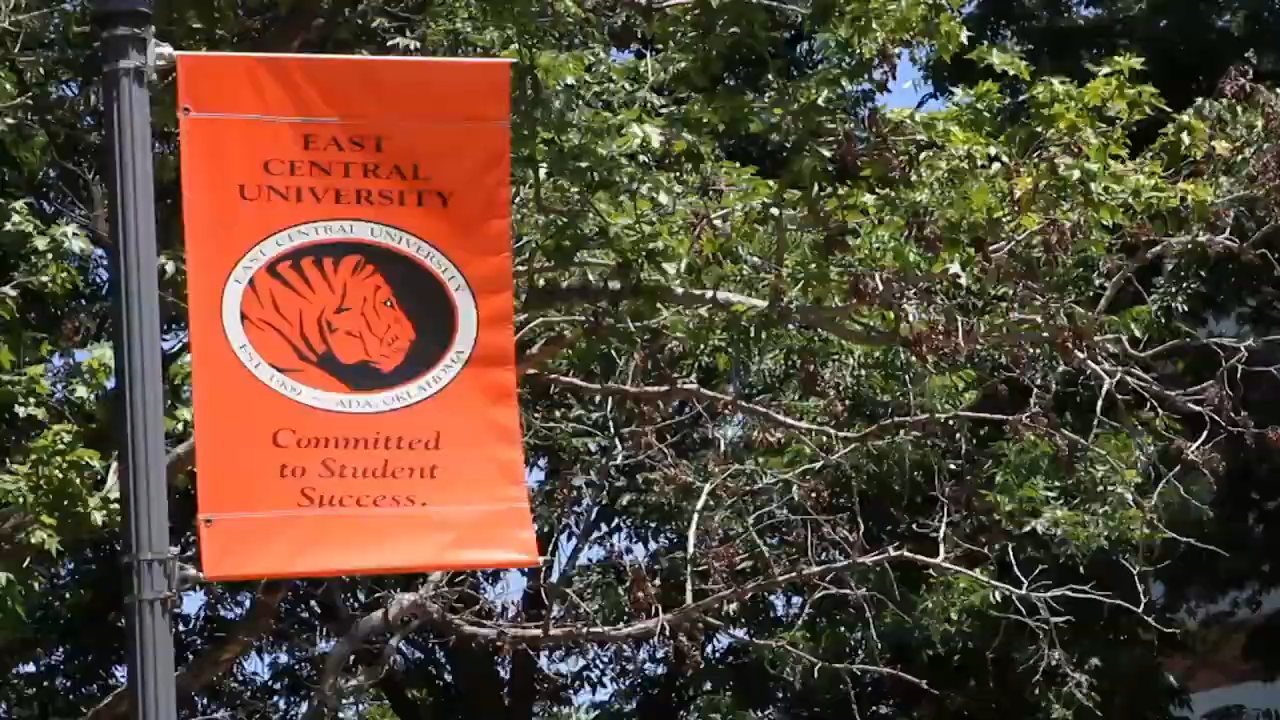 EAST
CENTRAL
UNIVERSITY
EAST CENTRAL UNIVERSITY
EST. 1909 ~ ADA, OKLAHOMA
Committed
to Student
Success.